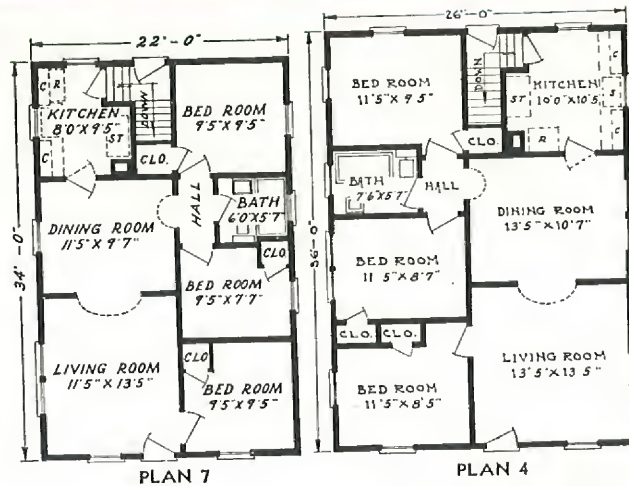 22'-0"
34'-0"
C
R
KITCHEN
8'0"X9'5"
ST
C
DOWN
BED ROOM
9'5"X9'5"
CLO.
HALL
BATH
6'0"X5'7"
DINING ROOM
11'5"X9'7"
CLO.
BED ROOM
9'5"X7'7"
LIVING ROOM
11'5"X13'5"
CLO
BED ROOM
9'5"X9'5"
PLAN 7
26'-0"
36'-0"
BED ROOM
11'5"X9'5"
DOWN
KITCHEN
10'0"X10'5
C
S
C
ST
R
CLO.
BATH
7'6"X5'7"
HALL
DINING ROOM
13'5"X10'7"
BED ROOM
11'5"X8'7"
CLO.
CLO.
LIVING ROOM
13'5"X13'5"
BED ROOM
11'5"X8'5"
PLAN 4